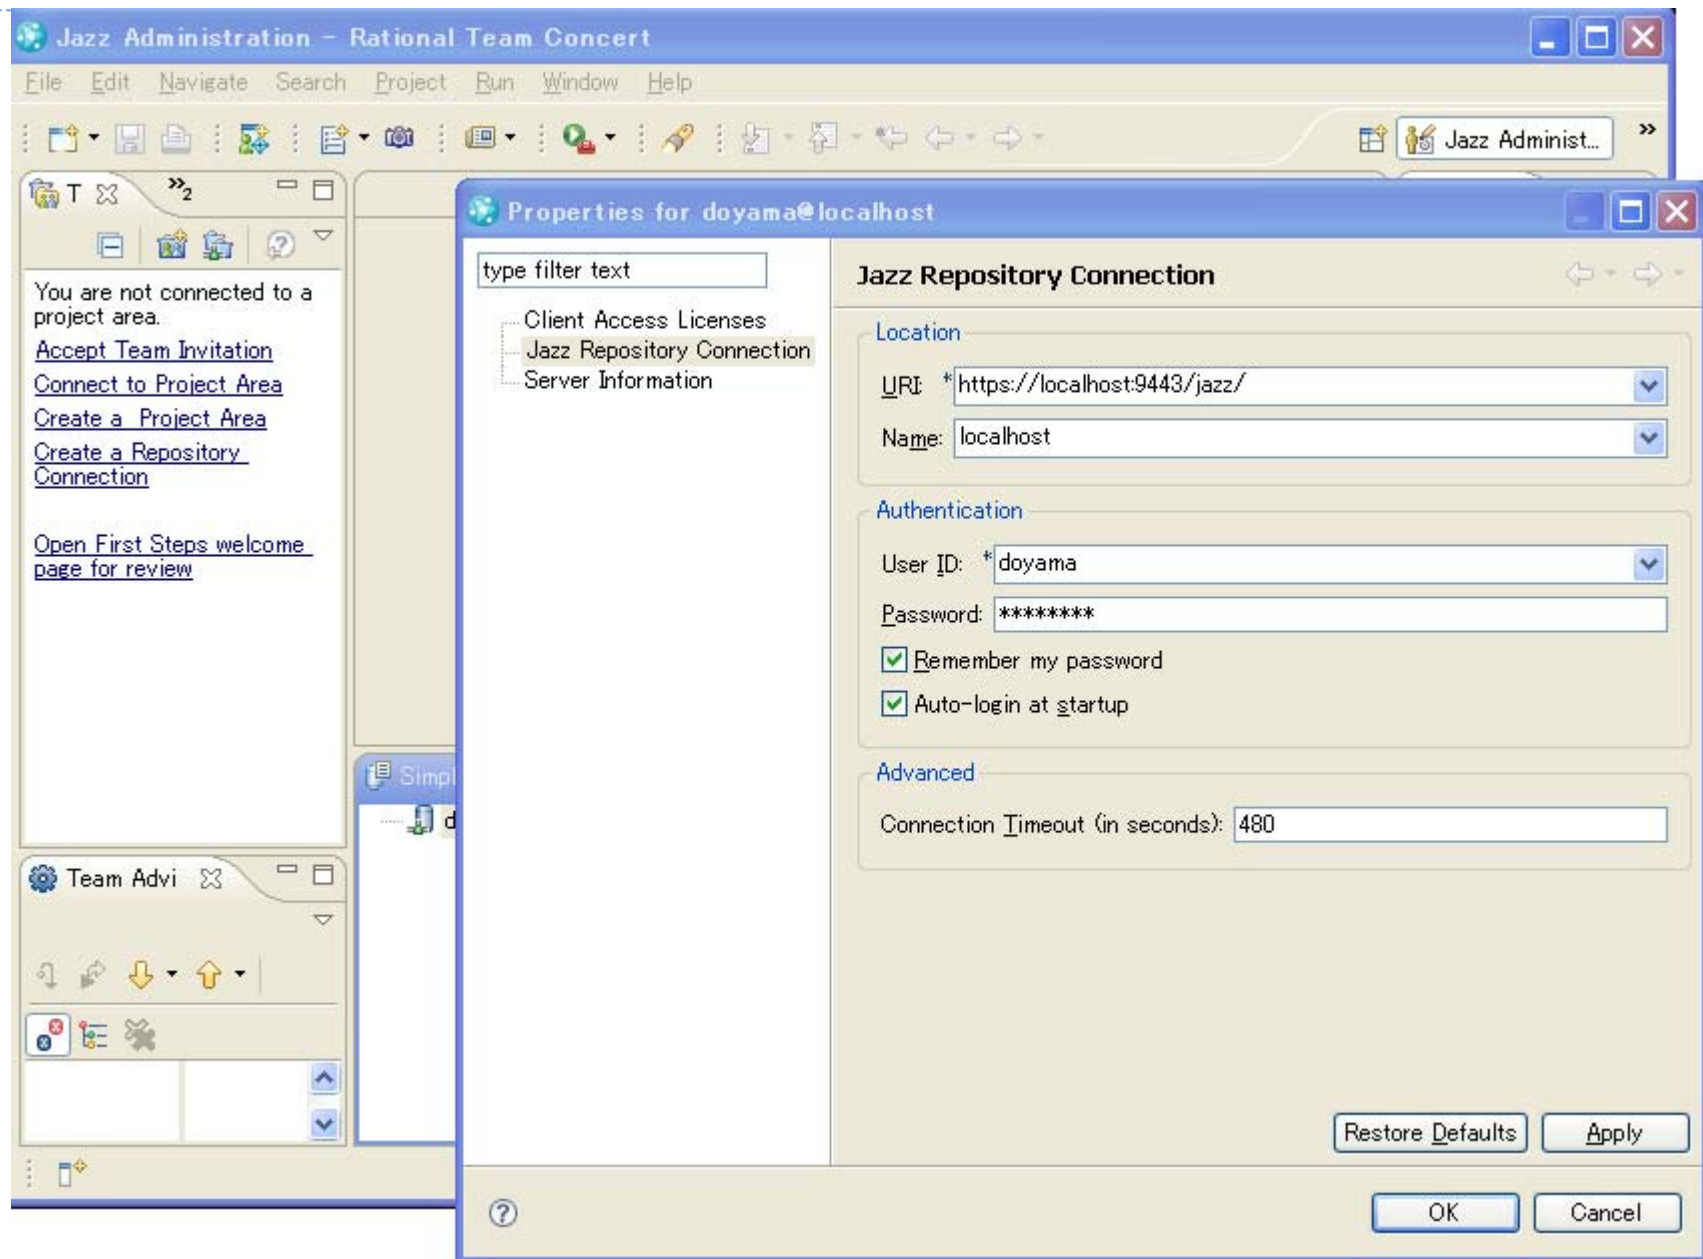 Jazz Administration - Rational Team Concert
File Edit Navigate Search Project Run Window Help
Jazz Administ... »
T »2
You are not connected to a
project area.
Accept Team Invitation
Connect to Project Area
Create a Project Area
Create a Repository
Connection
Open First Steps welcome
page for review
Team Advi
Simpl
d
Properties for doyama@localhost
type filter text
Client Access Licenses
Jazz Repository Connection
Server Information
Jazz Repository Connection
Location
URI: *https://localhost:9443/jazz/
Name: localhost
Authentication
User ID: *doyama
Password: ********
Remember my password
Auto-login at startup
Advanced
Connection Timeout (in seconds): 480
Restore Defaults Apply
OK Cancel